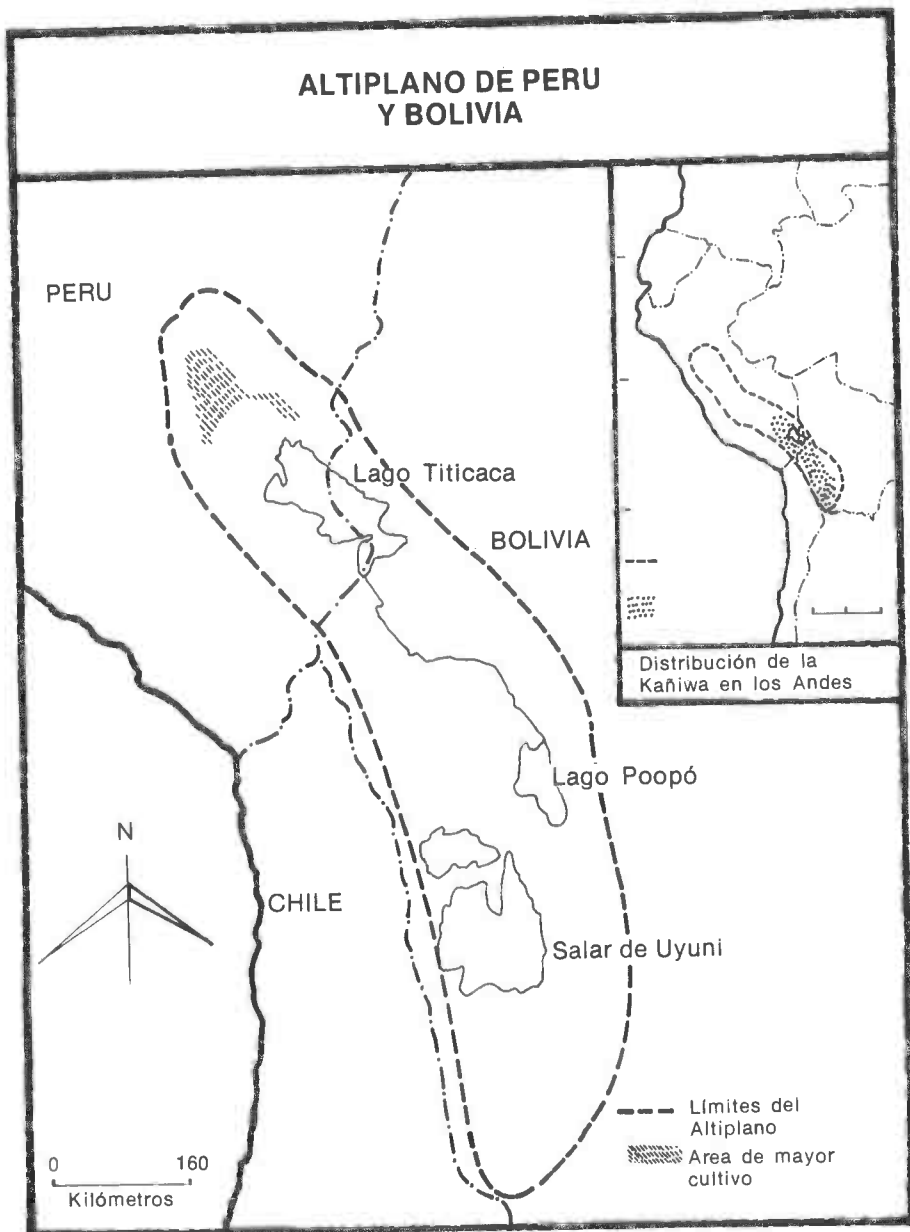 ALTIPLANO DE PERU
Y BOLIVIA
PERU
Lago Titicaca
BOLIVIA
Distribución de la
Kañiwa en los Andes
Lago Poopó
N
CHILE
Salar de Uyuni
Límites del
Altiplano
Area de mayor
cultivo
0 160
Kilómetros